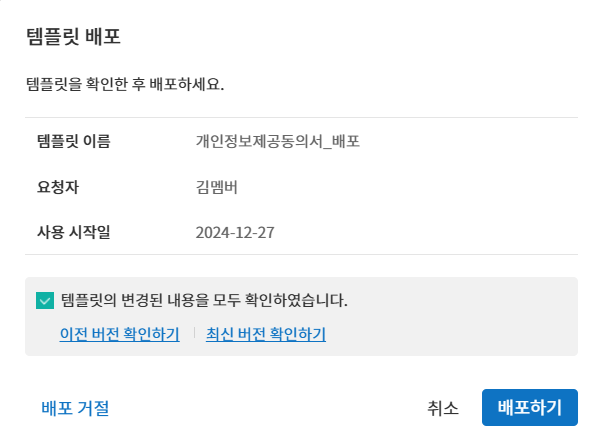 템플릿 배포
템플릿을 확인한 후 배포하세요.
템플릿 이름 개인정보제공동의서_배포
요청자 김멤버
사용 시작일 2024-12-27
템플릿의 변경된 내용을 모두 확인하였습니다.
이전 버전 확인하기 최신 버전 확인하기
배포 거절 취소 배포하기